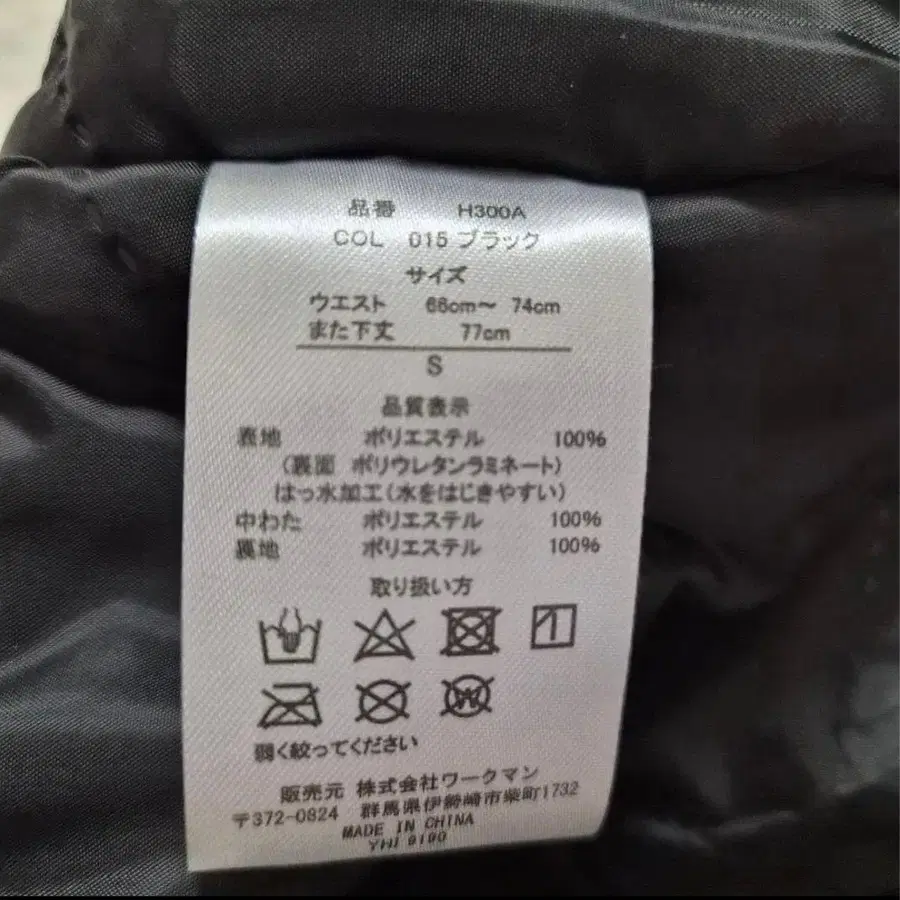 品番 H300A
COL 015 ブラック
サイズ
ウエスト 66cm～ 74cm
また下丈 77cm
S
品質表示
表地 ポリエステル 100%
(裏面 ポリウレタンラミネート)
はっ水加工(水をはじきやすい)
中わた ポリエステル 100%
裏地 ポリエステル 100%
取り扱い方
W
弱く絞ってください
販売元 株式会社ワークマン
〒372-0824 群馬県伊勢崎市柴町1732
MADE IN CHINA
YHI 9190